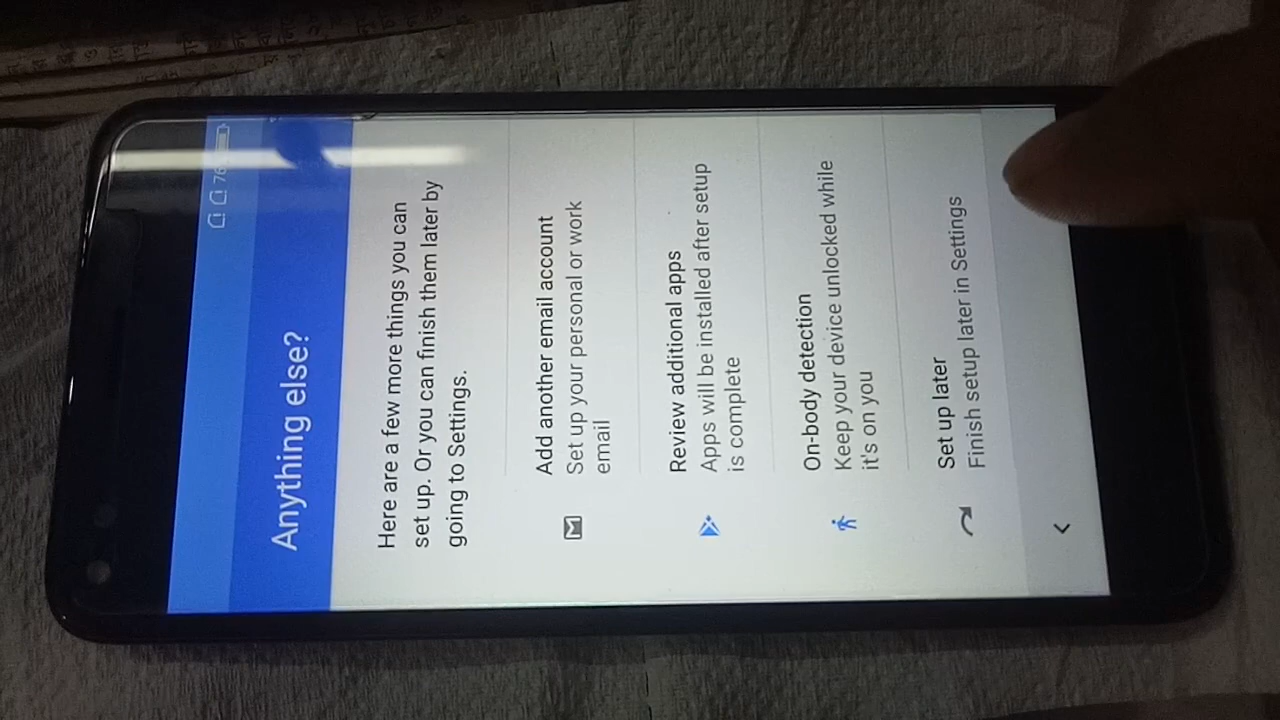 76
Anything else?
Here are a few more things you can
set up. Or you can finish them later by
going to Settings.
Add another email account
Set up your personal or work
email
Review additional apps
Apps will be installed after setup
is complete
On-body detection
Keep your device unlocked while
it's on you
Set up later
Finish setup later in Settings